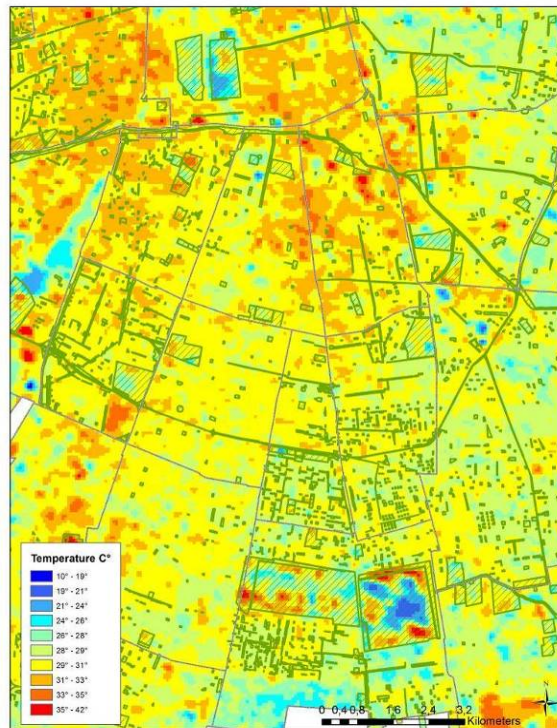 Temperature C°
10° - 19°
19° - 21°
21° - 24°
24° - 26°
26° - 28°
28° - 29°
29° - 31°
31° - 33°
33° - 35°
35° - 42°
0 0,4 0,8 1,6 2,4 3,2
Kilometers